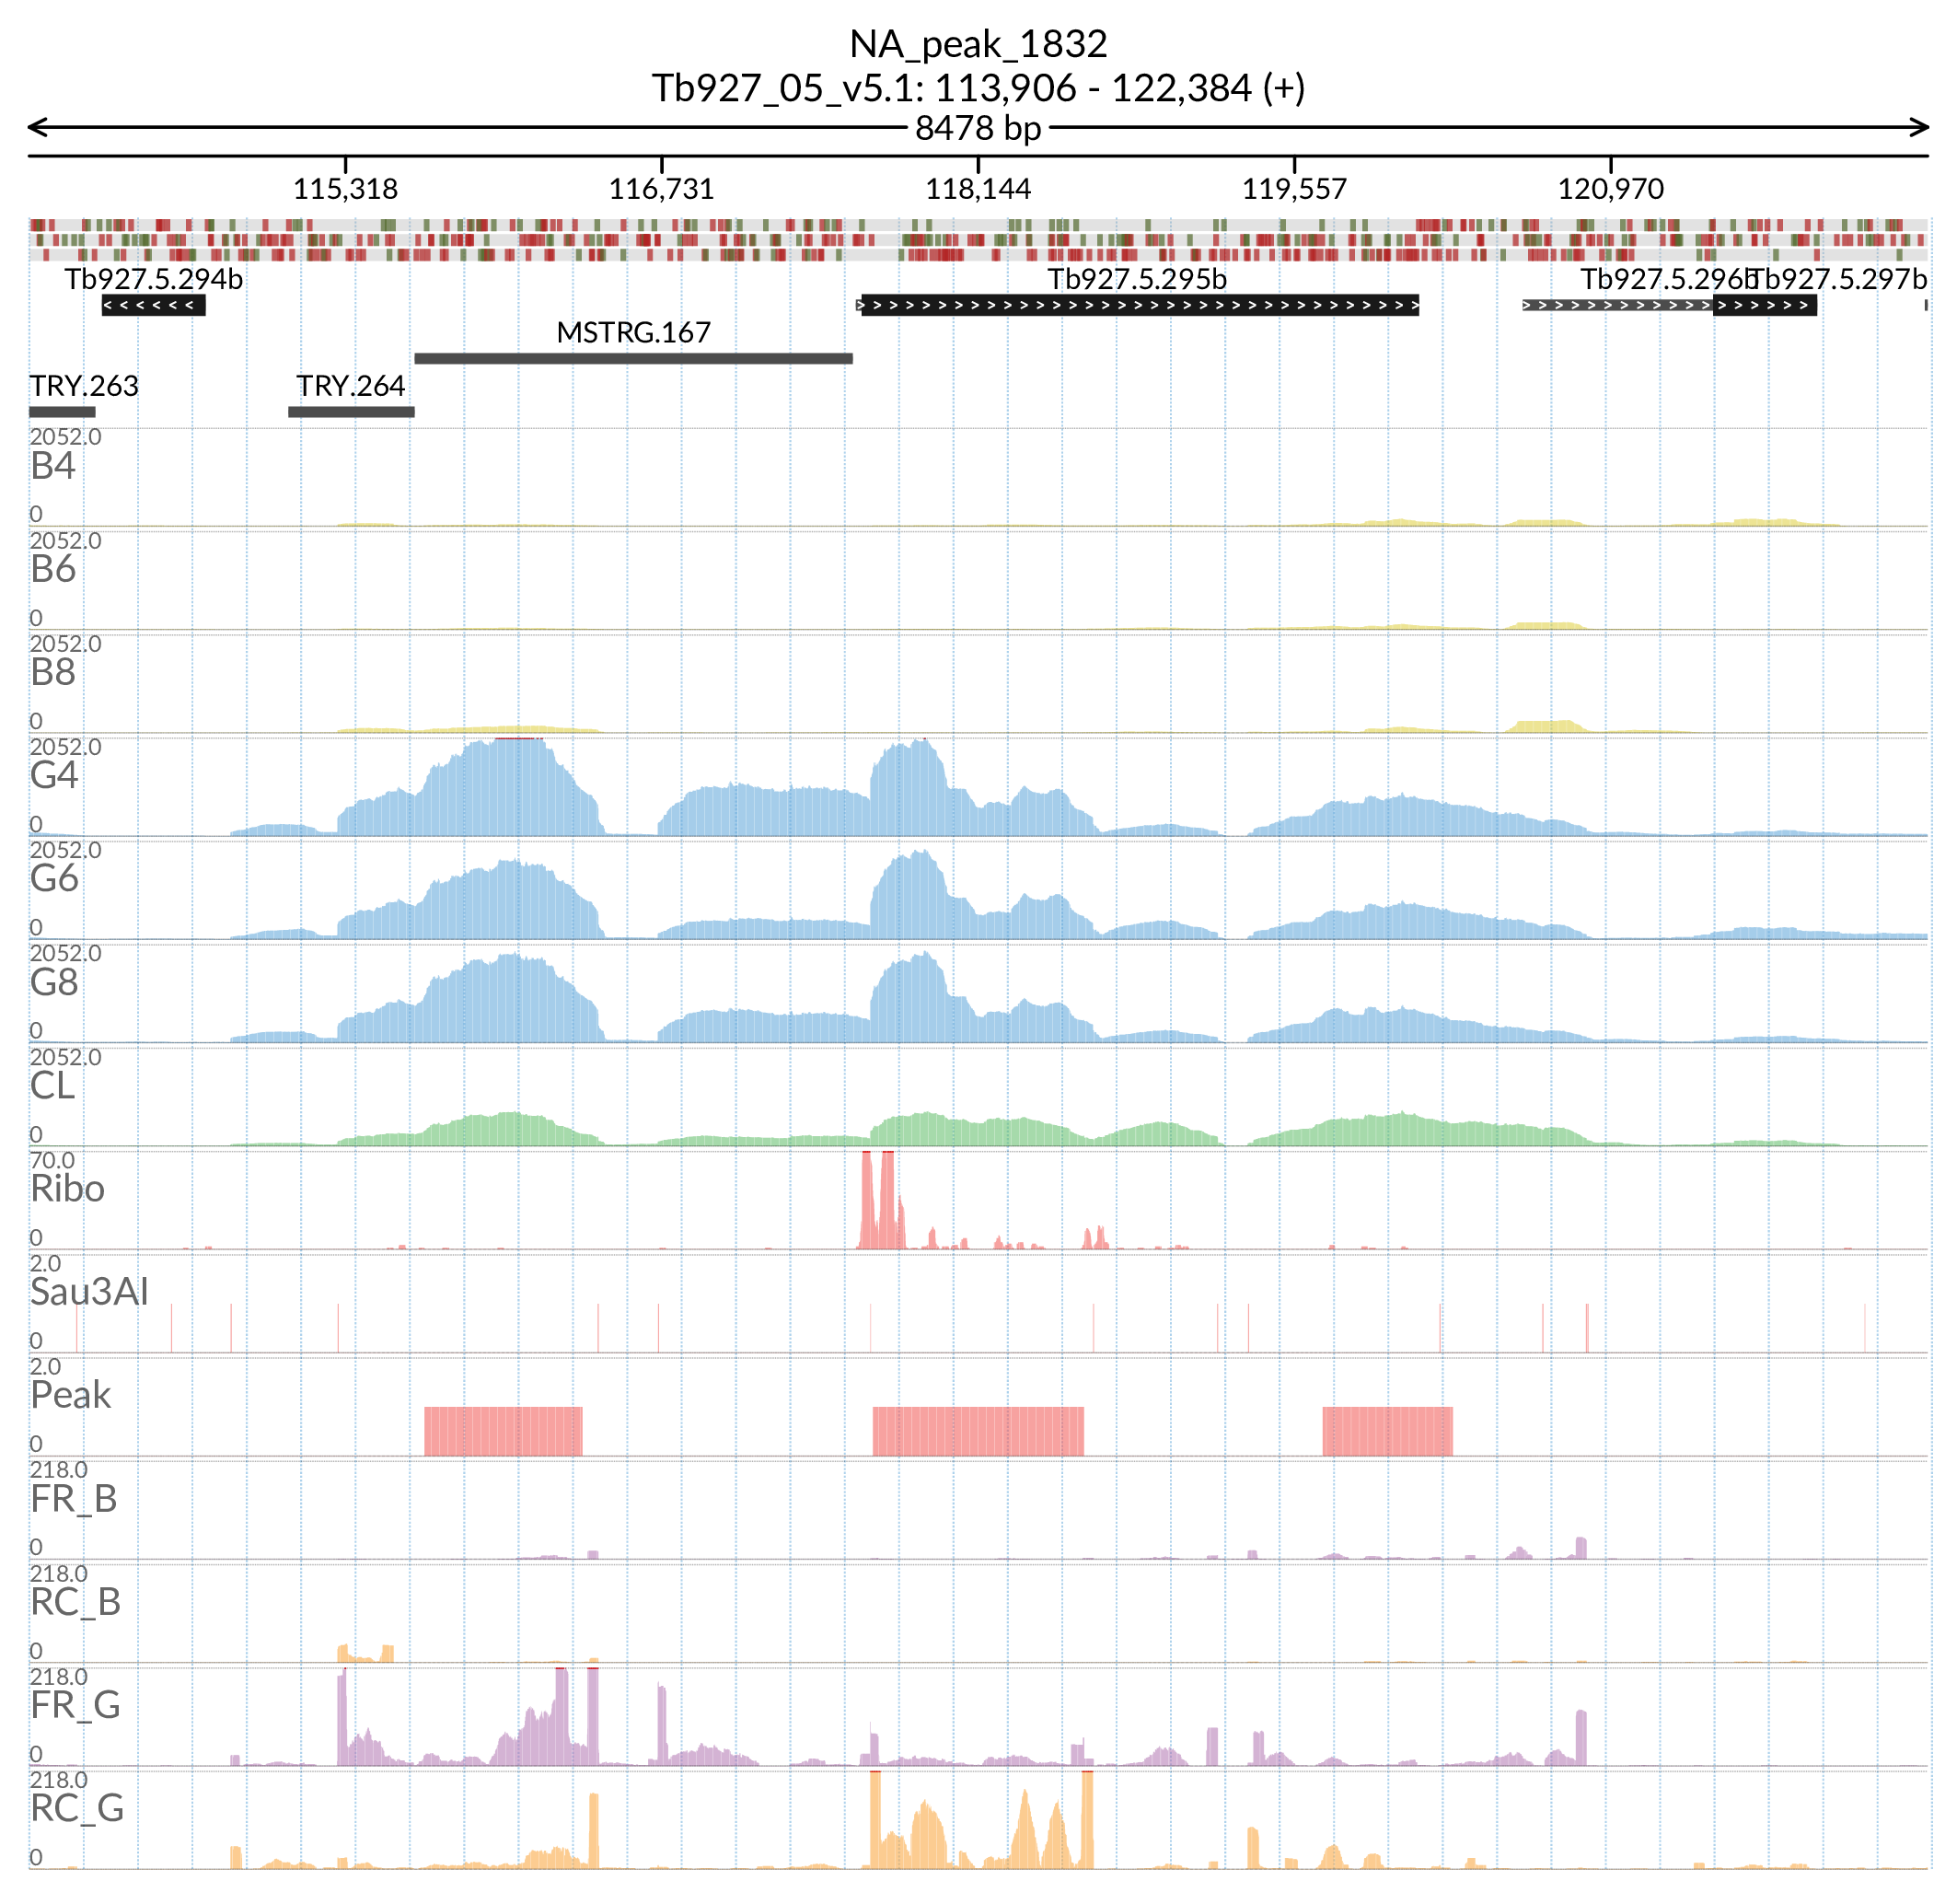 NA_peak_1832
Tb927_05_v5.1: 113,906 - 122,384 (+)
8478 bp
115,318 116,731 118,144 119,557 120,970
Tb927.5.294b Tb927.5.295b Tb927.5.296b Tb927.5.297b
MSTRG.167
TRY.263 TRY.264
2052.0
B4
0
2052.0
B6
0
2052.0
B8
0
2052.0
G4
0
2052.0
G6
0
2052.0
G8
0
2052.0
CL
0
70.0
Ribo
0
2.0
Sau3AI
0
2.0
Peak
0
218.0
FR_B
0
218.0
RC_B
0
218.0
FR_G
0
218.0
RC_G
0